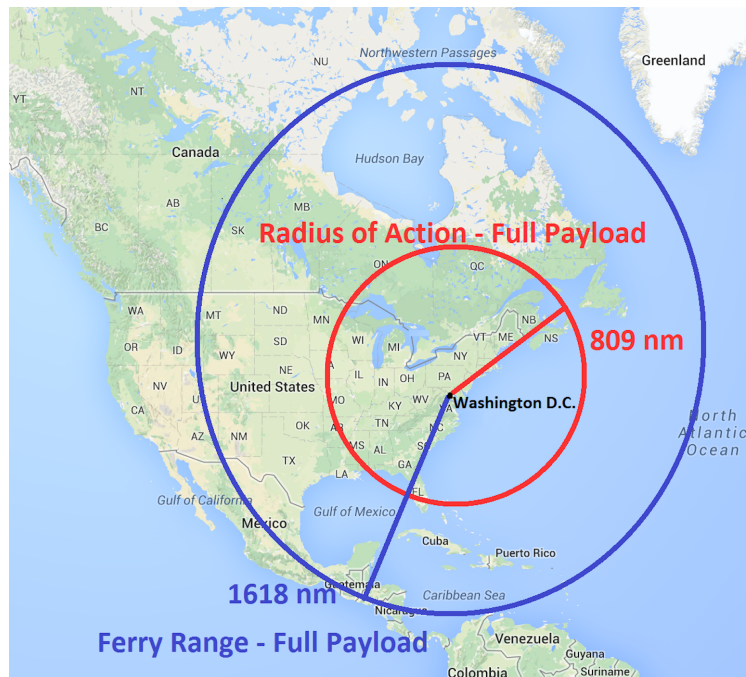 Northwestern Passages
NU
Greenland
YT
NT
Canada
Hudson Bay
AB
BC
MB
SK
Radius of Action - Full Payload
ON
QC
WA
MT
ND
MN
NB
OR
ID
SD
WI
MI
VT
ME
NS
809 nm
WY
NY
NE
IL
IN
OH
PA
NV
United States
MO
KY
WV
VA
Washington D.C.
CA
OK
TN
NC
AZ
NM
AR
MS
AL
SC
North
Atlantic
Ocean
TX
LA
GA
FL
Gulf of California
Gulf of Mexico
Mexico
Cuba
Puerto Rico
Guatemala
1618 nm
Caribbean Sea
Nicaragua
Ferry Range - Full Payload
Venezuela
Guyana
Colombia
Suriname